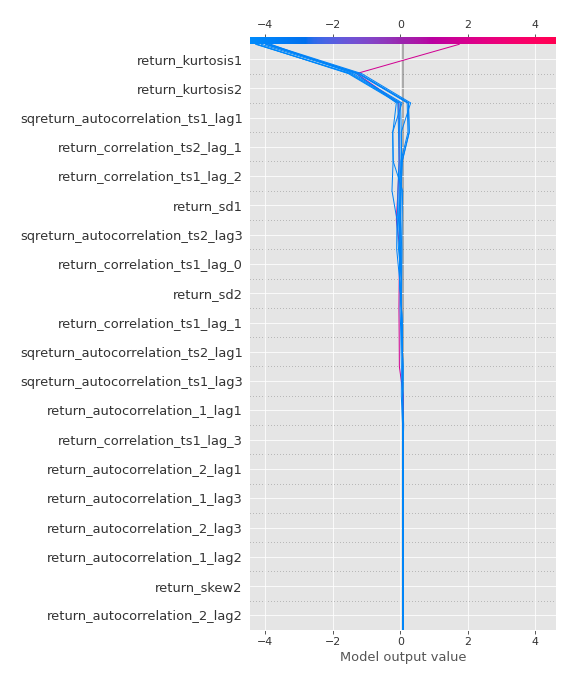 −4 −2 0 2 4
return_kurtosis1
return_kurtosis2
sqreturn_autocorrelation_ts1_lag1
return_correlation_ts2_lag_1
return_correlation_ts1_lag_2
return_sd1
sqreturn_autocorrelation_ts2_lag3
return_correlation_ts1_lag_0
return_sd2
return_correlation_ts1_lag_1
sqreturn_autocorrelation_ts2_lag1
sqreturn_autocorrelation_ts1_lag3
return_autocorrelation_1_lag1
return_correlation_ts1_lag_3
return_autocorrelation_2_lag1
return_autocorrelation_1_lag3
return_autocorrelation_2_lag3
return_autocorrelation_1_lag2
return_skew2
return_autocorrelation_2_lag2
−4 −2 0 2 4
Model output value